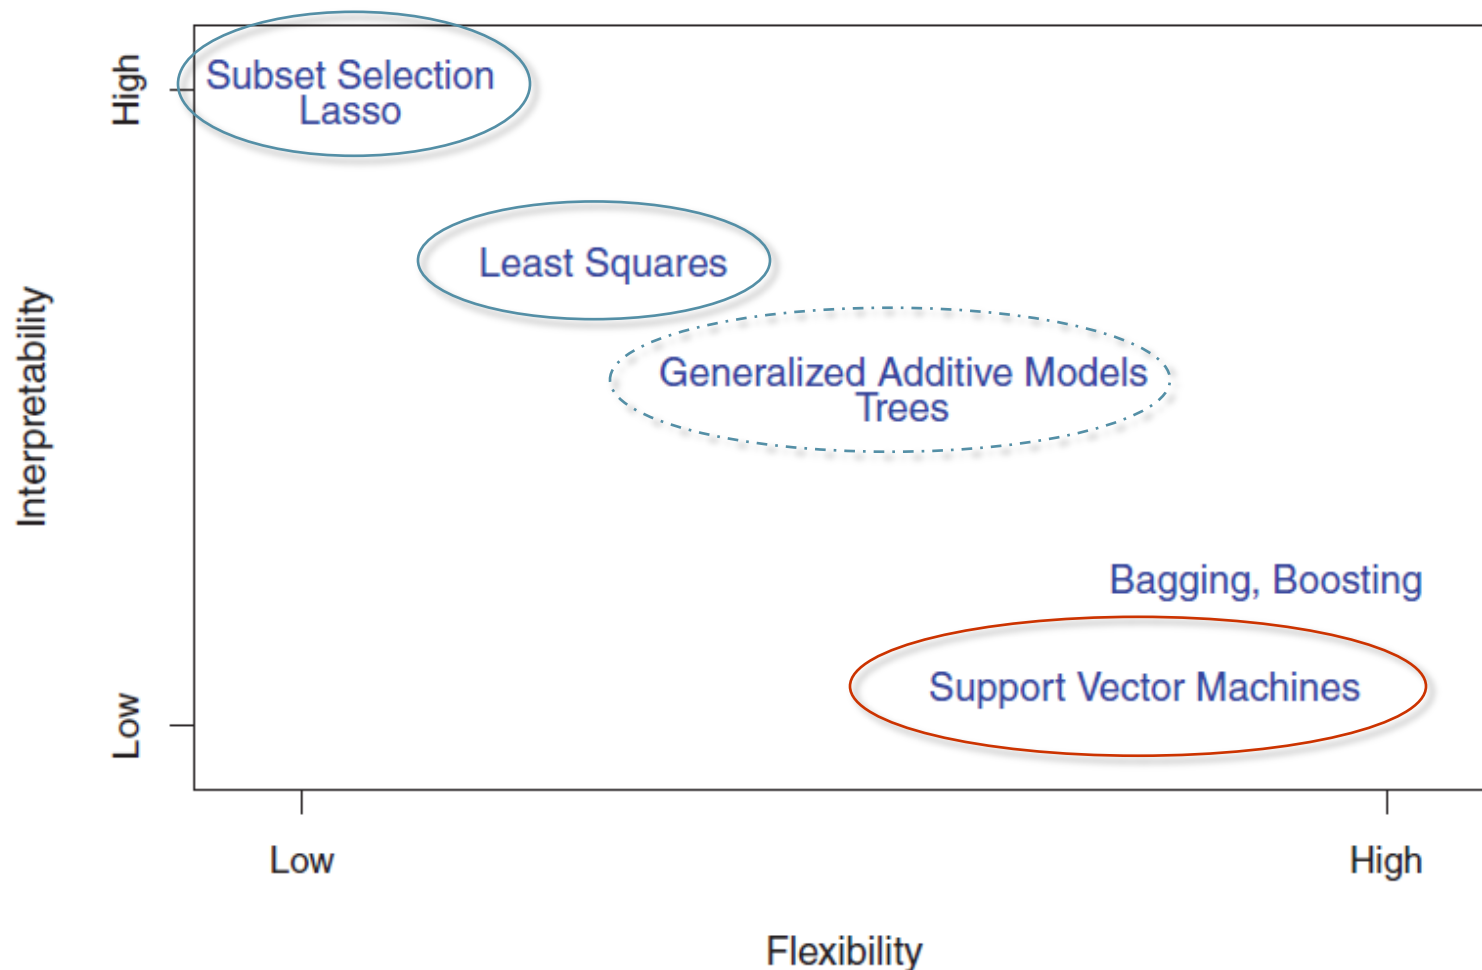 High
Subset Selection
Lasso
Least Squares
Generalized Additive Models
Trees
Interpretability
Bagging, Boosting
Support Vector Machines
Low
Low
High
Flexibility